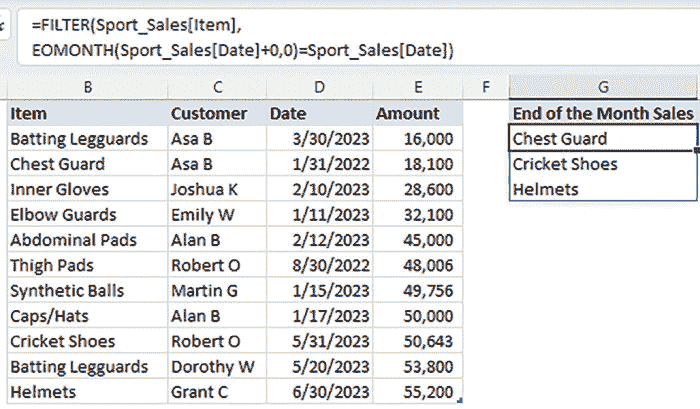 =FILTER(Sport_Sales[Item],
EOMONTH(Sport_Sales[Date]+0,0)=Sport_Sales[Date])
B C D E F G
Item Customer Date Amount End of the Month Sales
Batting Legguards Asa B 3/30/2023 16,000 Chest Guard
Chest Guard Asa B 1/31/2022 18,100 Cricket Shoes
Inner Gloves Joshua K 2/10/2023 28,600 Helmets
Elbow Guards Emily W 1/11/2023 32,100
Abdominal Pads Alan B 2/12/2023 45,000
Thigh Pads Robert O 8/30/2022 48,006
Synthetic Balls Martin G 1/15/2023 49,756
Caps/Hats Alan B 1/17/2023 50,000
Cricket Shoes Robert O 5/31/2023 50,643
Batting Legguards Dorothy W 5/20/2023 53,800
Helmets Grant C 6/30/2023 55,200